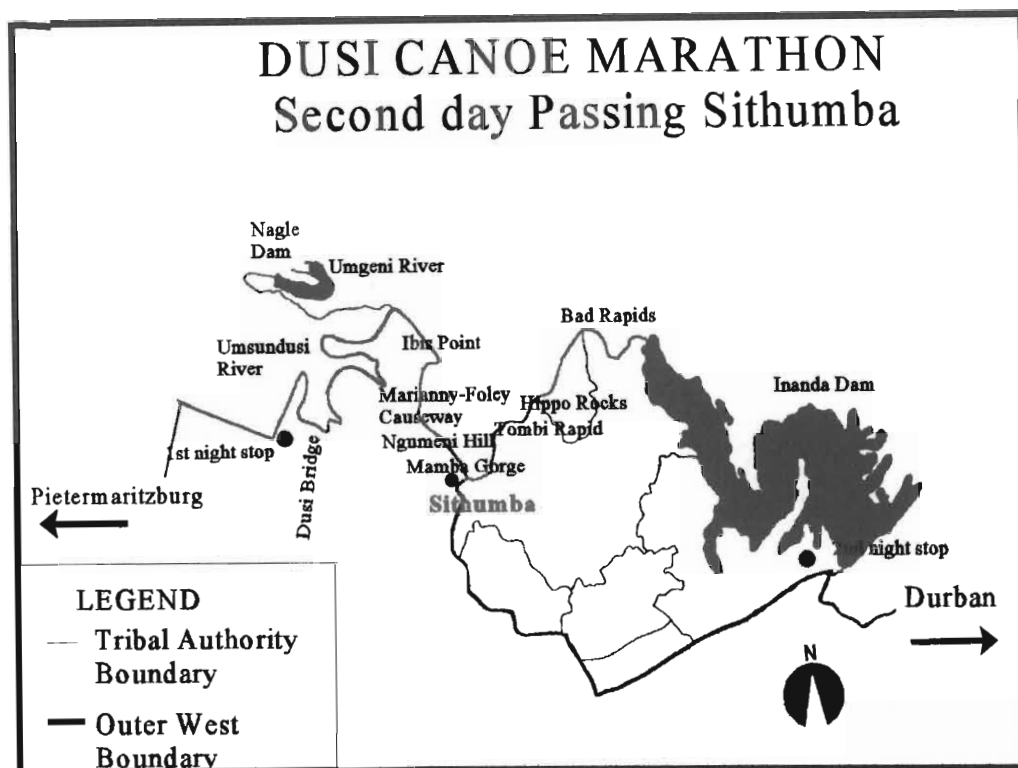 DUSI CANOE MARATHON
Second day Passing Sithumba
Nagle
Dam
Umgeni River
Bad Rapids
Umsundusi
River
Ibis Point
Inanda Dam
Marianny-Foley
Causeway
Hippo Rocks
Tombi Rapid
Ngumeni Hill
1st night stop
Dusi Bridge
Mamba Gorge
Pietermaritzburg
Sithumba
2nd night stop
Durban
LEGEND
Tribal Authority
Boundary
Outer West
Boundary
N